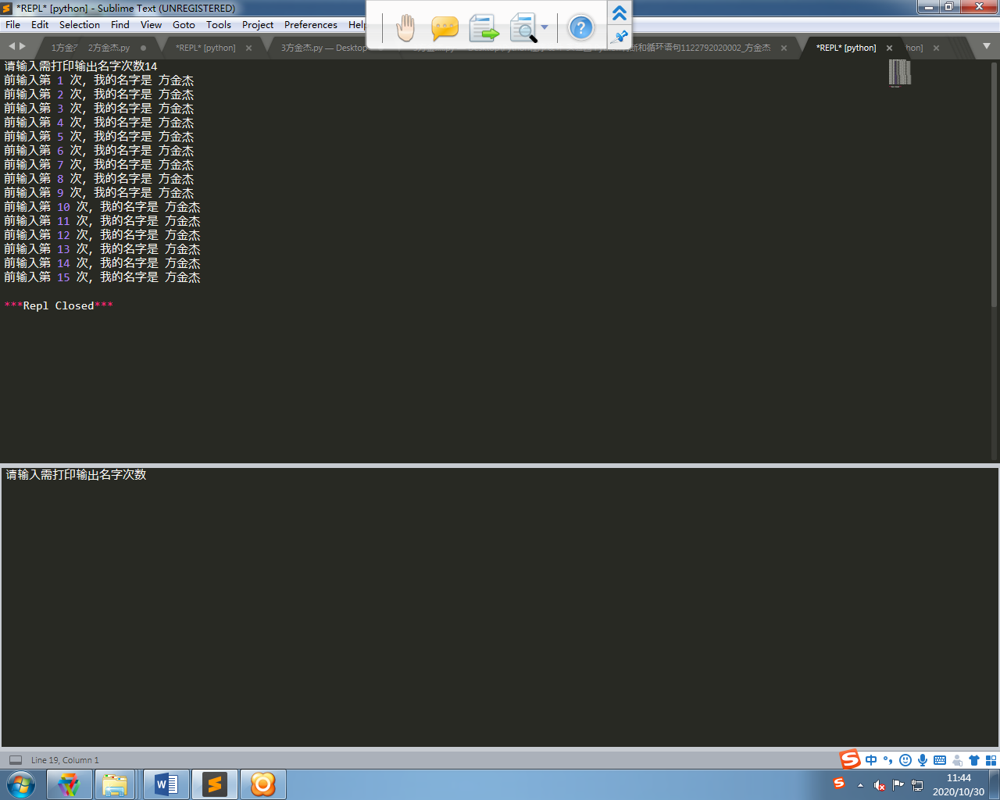 *REPL* [python] - Sublime Text (UNREGISTERED)
File Edit Selection Find View Goto Tools Project Preferences Help
1方金杰 2方金杰.py *REPL* [python] 3方金杰.py — Desktop 断和循环语句1122792020002_方金杰 *REPL* [python] hon]
请输入需打印输出名字次数14
前输入第 1 次, 我的名字是 方金杰
前输入第 2 次, 我的名字是 方金杰
前输入第 3 次, 我的名字是 方金杰
前输入第 4 次, 我的名字是 方金杰
前输入第 5 次, 我的名字是 方金杰
前输入第 6 次, 我的名字是 方金杰
前输入第 7 次, 我的名字是 方金杰
前输入第 8 次, 我的名字是 方金杰
前输入第 9 次, 我的名字是 方金杰
前输入第 10 次, 我的名字是 方金杰
前输入第 11 次, 我的名字是 方金杰
前输入第 12 次, 我的名字是 方金杰
前输入第 13 次, 我的名字是 方金杰
前输入第 14 次, 我的名字是 方金杰
前输入第 15 次, 我的名字是 方金杰
***Repl Closed***
请输入需打印输出名字次数
Line 19, Column 1
中
11:44
2020/10/30